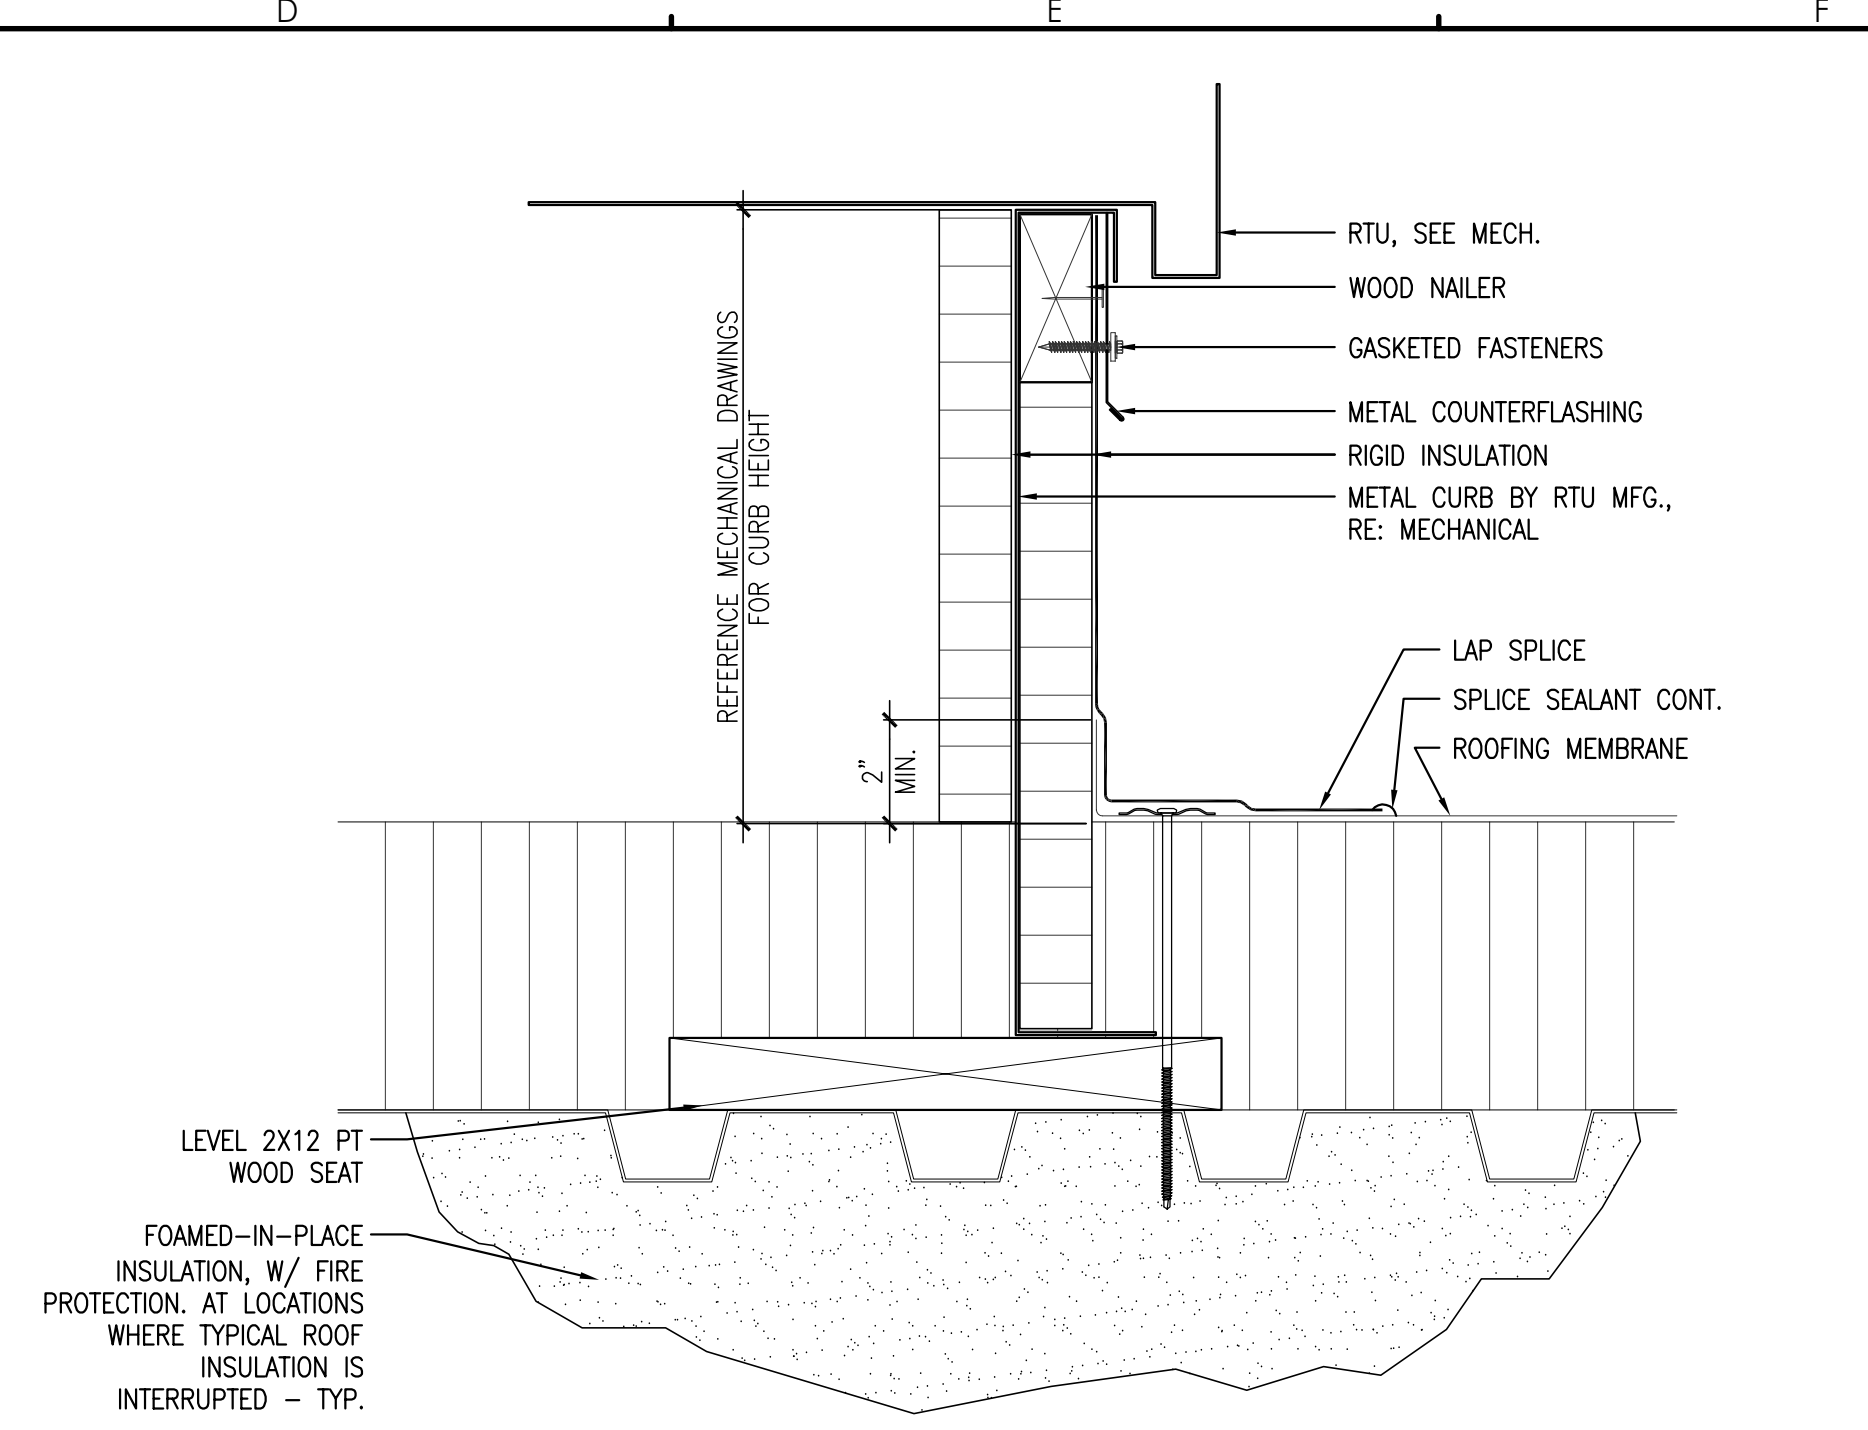 D
E
F
RTU, SEE MECH.
WOOD NAILER
GASKETED FASTENERS
METAL COUNTERFLASHING
RIGID INSULATION
METAL CURB BY RTU MFG.,
RE: MECHANICAL
REFERENCE MECHANICAL DRAWINGS
FOR CURB HEIGHT
2”
MIN.
LAP SPLICE
SPLICE SEALANT CONT.
ROOFING MEMBRANE
LEVEL 2X12 PT
WOOD SEAT
FOAMED-IN-PLACE
INSULATION, W/ FIRE
PROTECTION. AT LOCATIONS
WHERE TYPICAL ROOF
INSULATION IS
INTERRUPTED - TYP.